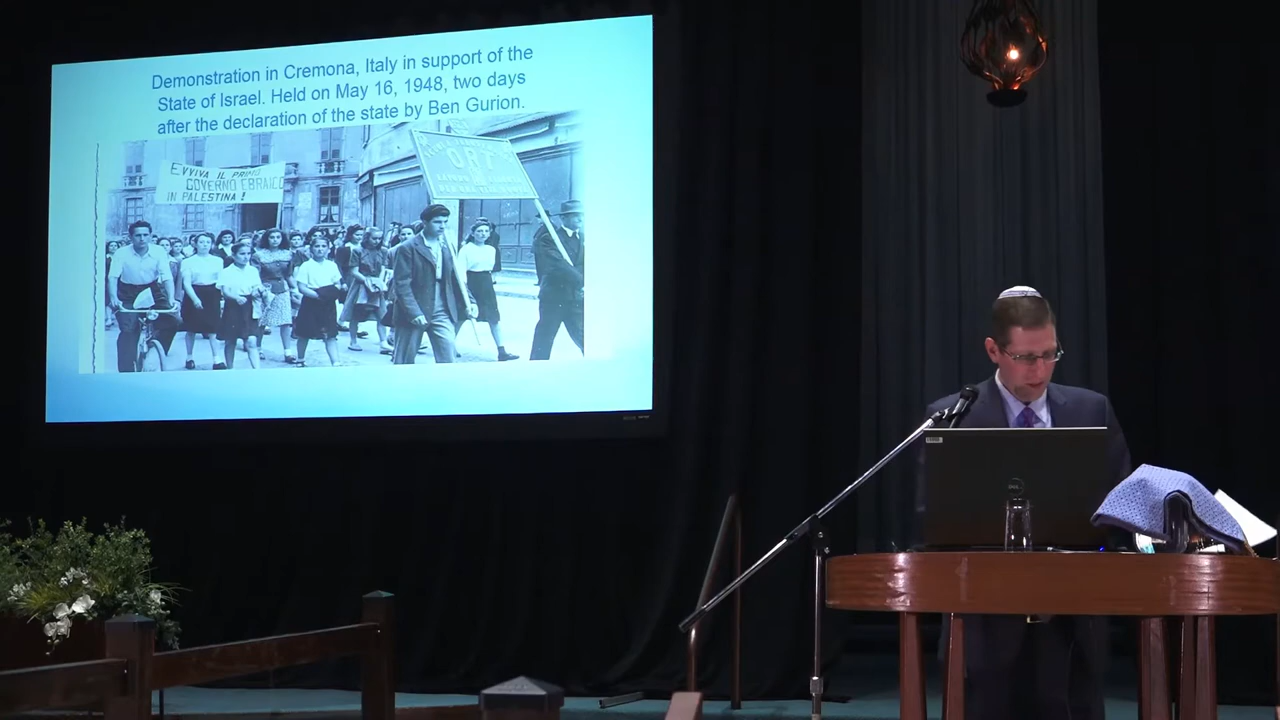 Demonstration in Cremona, Italy in support of the
State of Israel. Held on May 16, 1948, two days
after the declaration of the state by Ben Gurion.
EVVIVA IL PRIMO
GOVERNO EBRAICO
IN PALESTINA!
ORT
DELL